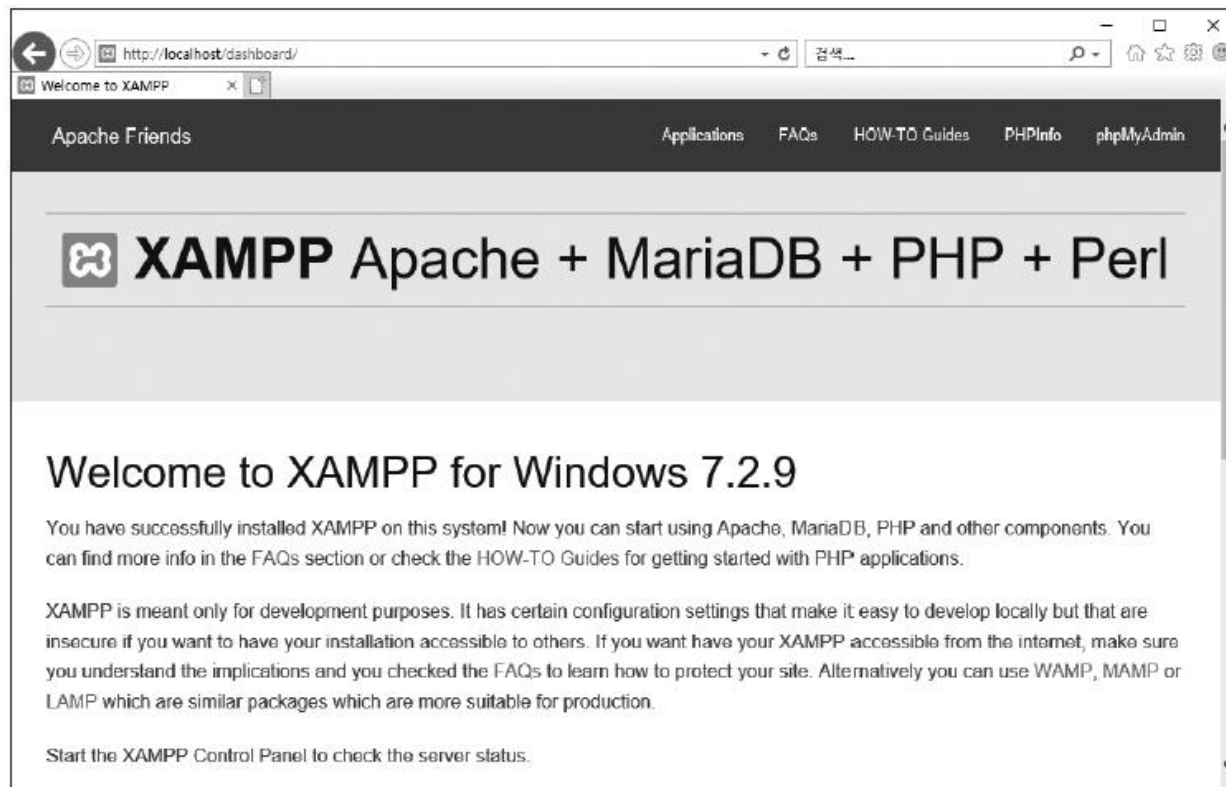 http://localhost/dashboard/
검색...
Welcome to XAMPP
Apache Friends
Applications
FAQs
HOW-TO Guides
PHPInfo
phpMyAdmin
XAMPP Apache + MariaDB + PHP + Perl
Welcome to XAMPP for Windows 7.2.9
You have successfully installed XAMPP on this system! Now you can start using Apache, MariaDB, PHP and other components. You
can find more info in the FAQs section or check the HOW-TO Guides for getting started with PHP applications.
XAMPP is meant only for development purposes. It has certain configuration settings that make it easy to develop locally but that are
insecure if you want to have your installation accessible to others. If you want have your XAMPP accessible from the internet, make sure
you understand the implications and you checked the FAQs to learn how to protect your site. Alternatively you can use WAMP, MAMP or
LAMP which are similar packages which are more suitable for production.
Start the XAMPP Control Panel to check the server status.